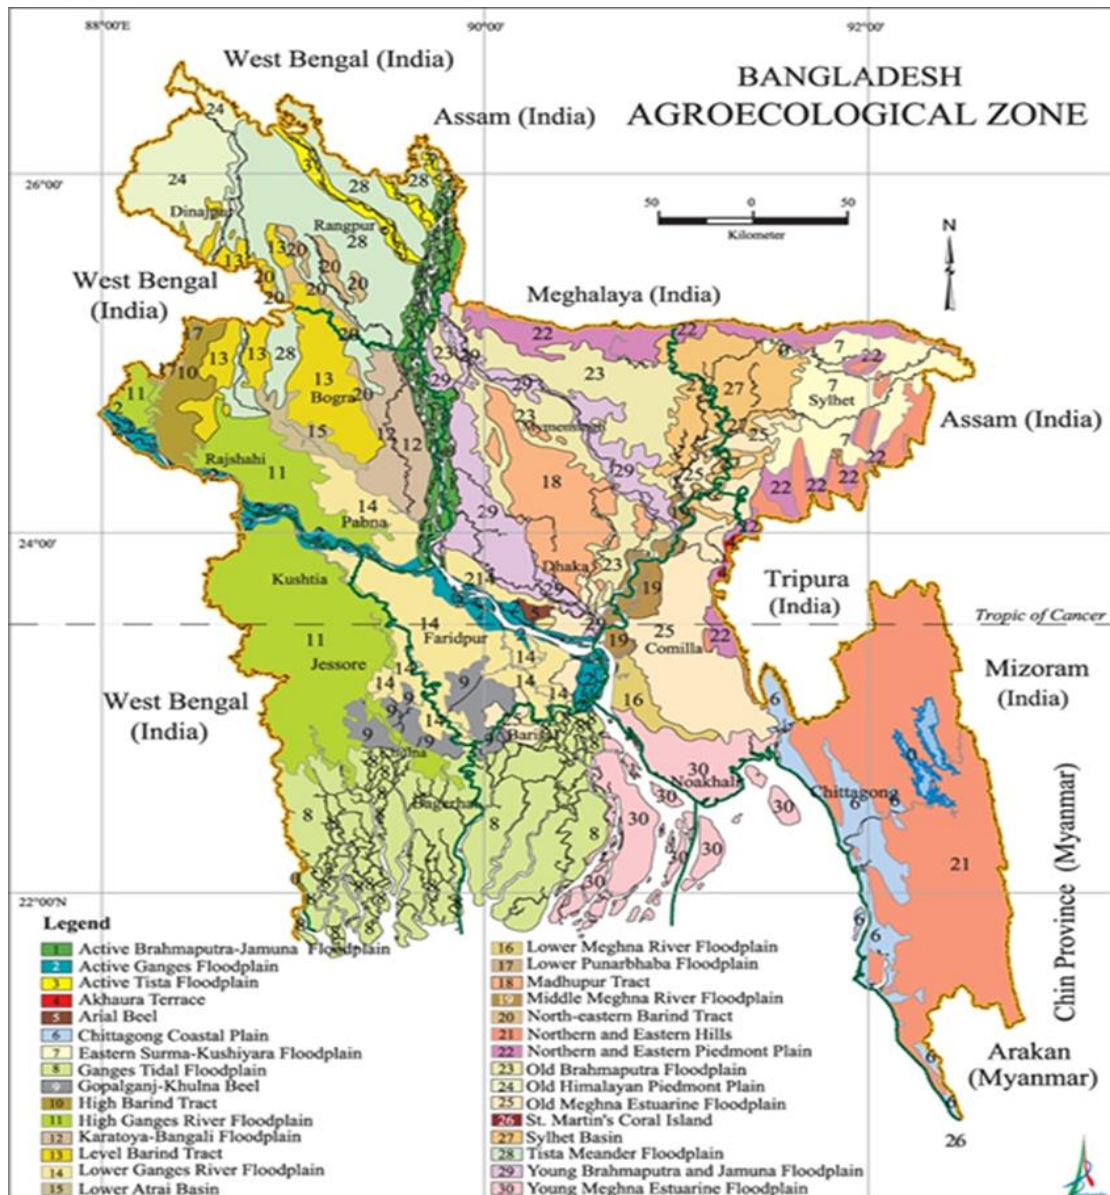 88°00'E 90°00' 92°00'
West Bengal (India)
BANGLADESH
AGROECOLOGICAL ZONE
Assam (India)
26°00'
50 0 50
Kilometer
N
24
24
Dinajpur
Rangpur
28
28
28
West Bengal
(India)
Meghalaya (India)
Assam (India)
Sylhet
Bogra
Mymensingh
Rajshahi
Pabna
24°00'
Kushtia
Dhaka
Tripura
(India)
Tropic of Cancer
Faridpur
Comilla
Jessore
Mizoram
(India)
West Bengal
(India)
Khulna
Barisal
Noakhali
Chittagong
Bagerhat
Chin Province (Myanmar)
22°00'N
Arakan
(Myanmar)
26
Legend
1 Active Brahmaputra-Jamuna Floodplain
2 Active Ganges Floodplain
3 Active Tista Floodplain
4 Akhaura Terrace
5 Arial Beel
6 Chittagong Coastal Plain
7 Eastern Surma-Kushiyara Floodplain
8 Ganges Tidal Floodplain
9 Gopalganj-Khulna Beel
10 High Barind Tract
11 High Ganges River Floodplain
12 Karatoya-Bangali Floodplain
13 Level Barind Tract
14 Lower Ganges River Floodplain
15 Lower Atrai Basin
16 Lower Meghna River Floodplain
17 Lower Punarbhaba Floodplain
18 Madhupur Tract
19 Middle Meghna River Floodplain
20 North-eastern Barind Tract
21 Northern and Eastern Hills
22 Northern and Eastern Piedmont Plain
23 Old Brahmaputra Floodplain
24 Old Himalayan Piedmont Plain
25 Old Meghna Estuarine Floodplain
26 St. Martin's Coral Island
27 Sylhet Basin
28 Tista Meander Floodplain
29 Young Brahmaputra and Jamuna Floodplain
30 Young Meghna Estuarine Floodplain